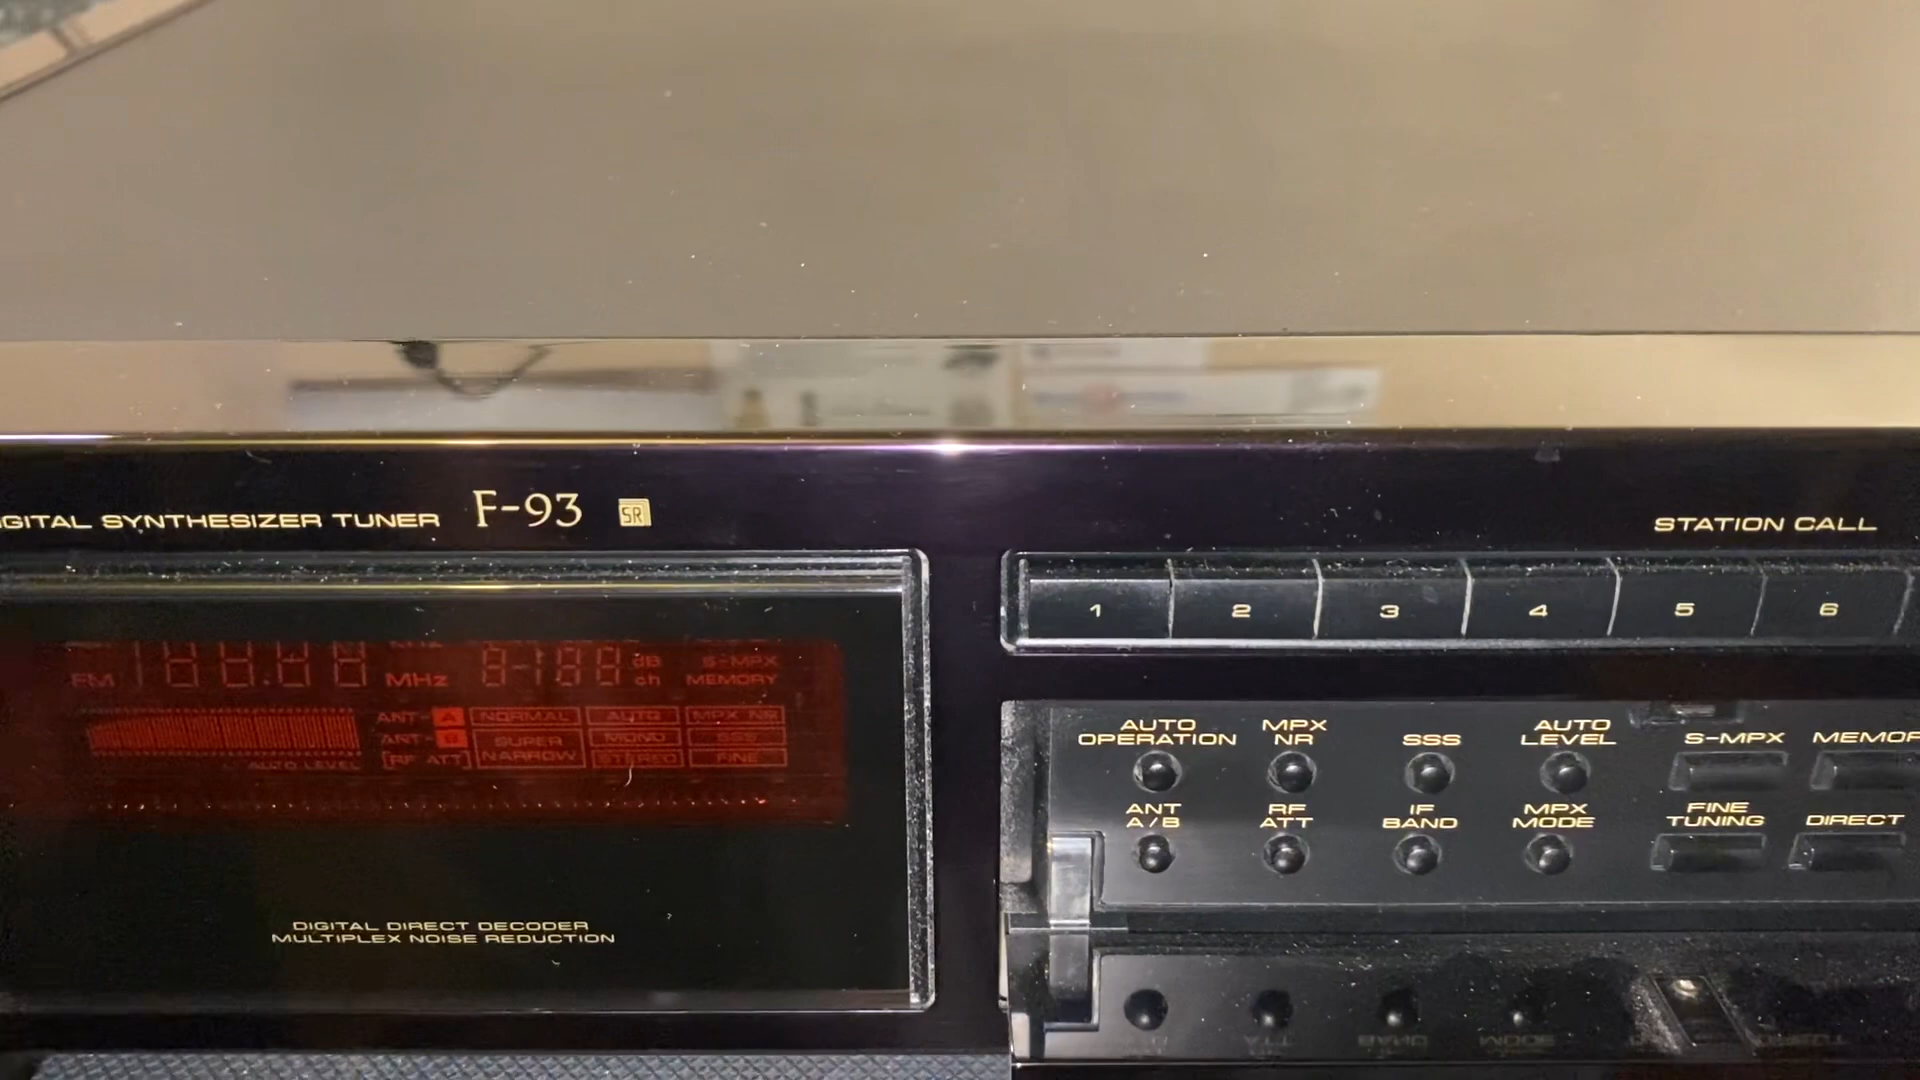 DIGITAL SYNTHESIZER TUNER F-93 SR
STATION CALL
1 2 3 4 5 6
FM MHz dB
ch
S-MPX
MEMORY
ANT-A NORMAL AUTO MPX NR
ANT-B SUPER NARROW MONO SSS
RF ATT STEREO FINE
AUTO LEVEL
DIGITAL DIRECT DECODER
MULTIPLEX NOISE REDUCTION
AUTO OPERATION
MPX NR
SSS
AUTO LEVEL
S-MPX
ANT A/B
RF ATT
IF BAND
MPX MODE
FINE TUNING
DIRECT